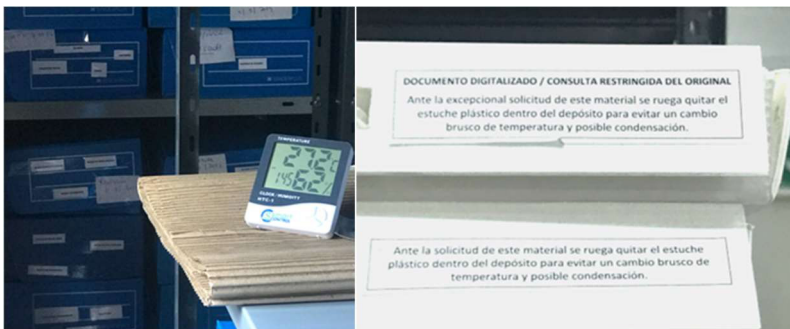 TEMPERATURE
27.2
1:45 62%
CLOCK/HUMIDITY
HTC-1
DOCUMENTO DIGITALIZADO / CONSULTA RESTRINGIDA DEL ORIGINAL
Ante la excepcional solicitud de este material se ruega quitar el
estuche plástico dentro del depósito para evitar un cambio
brusco de temperatura y posible condensación.
Ante la solicitud de este material se ruega quitar el estuche
plástico dentro del depósito para evitar un cambio brusco de
temperatura y posible condensación.